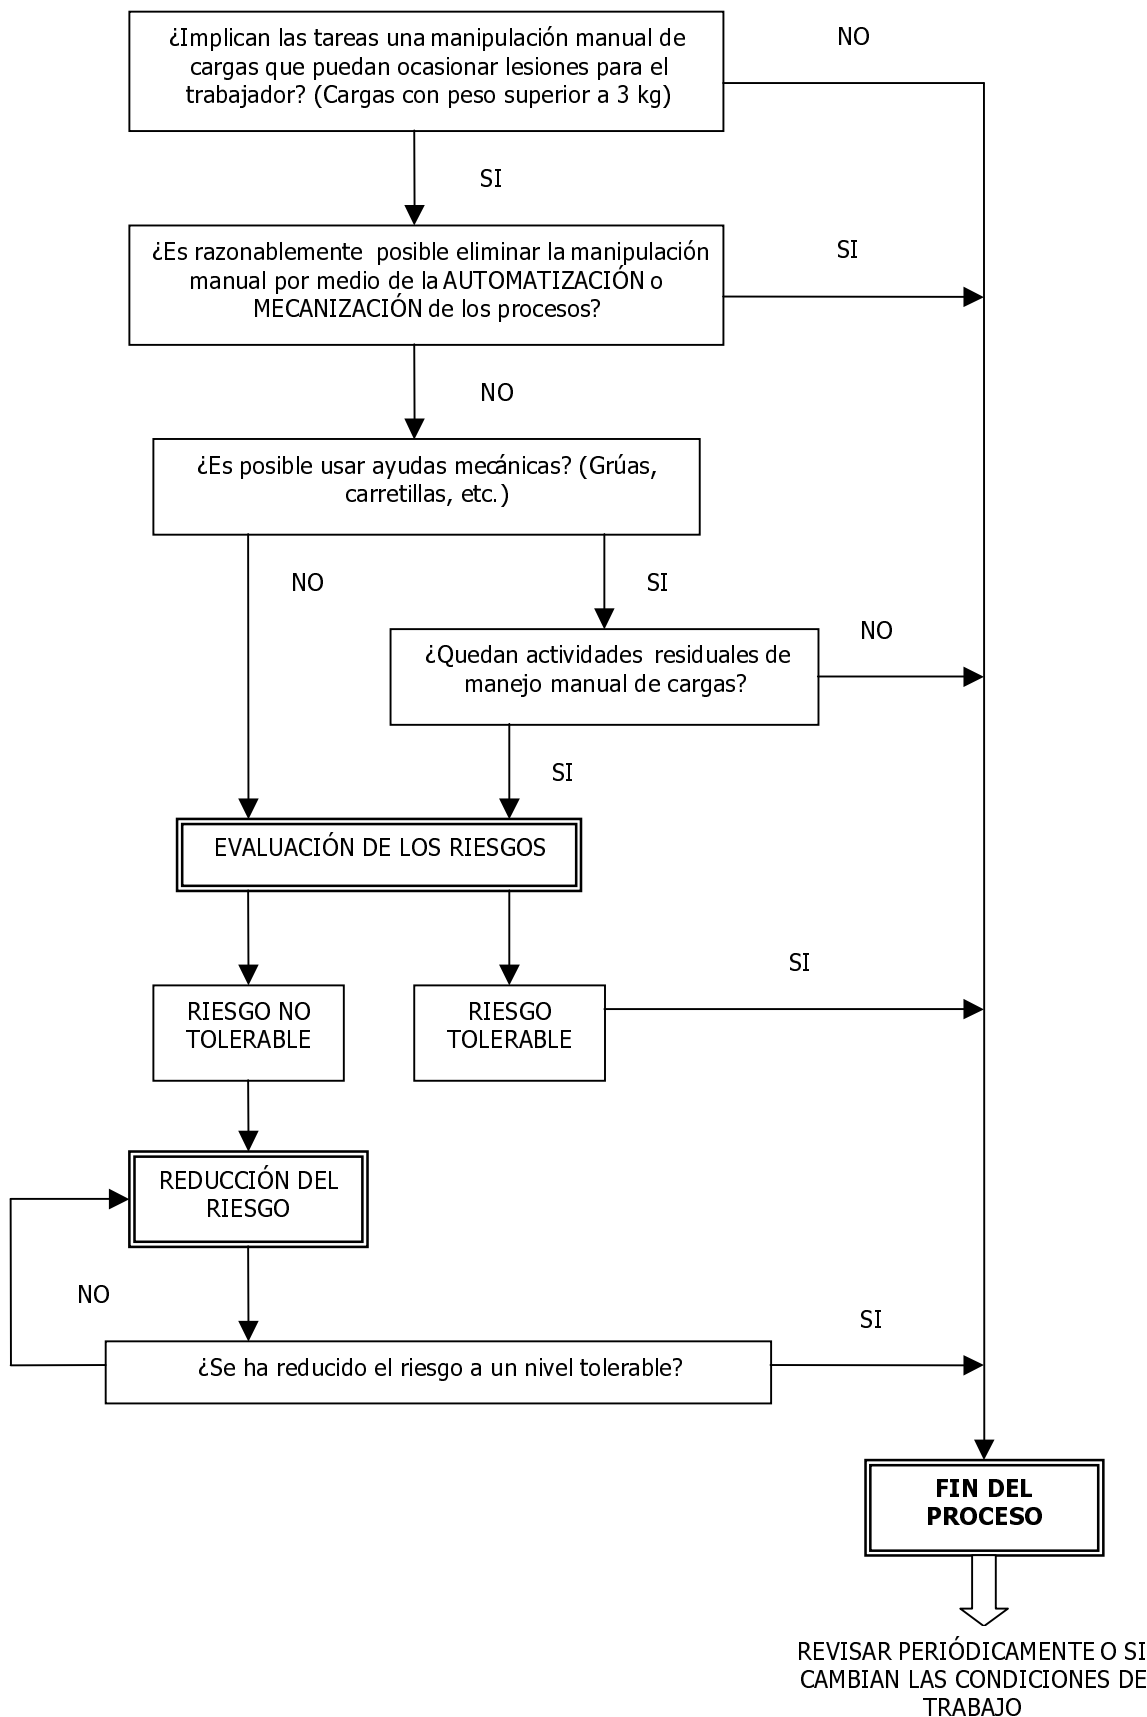 ¿Implican las tareas una manipulación manual de
cargas que puedan ocasionar lesiones para el
trabajador? (Cargas con peso superior a 3 kg)
NO
SI
¿Es razonablemente posible eliminar la manipulación
manual por medio de la AUTOMATIZACIÓN o
MECANIZACIÓN de los procesos?
SI
NO
¿Es posible usar ayudas mecánicas? (Grúas,
carretillas, etc.)
NO
SI
¿Quedan actividades residuales de
manejo manual de cargas?
NO
SI
EVALUACIÓN DE LOS RIESGOS
RIESGO NO
TOLERABLE
RIESGO
TOLERABLE
SI
REDUCCIÓN DEL
RIESGO
NO
¿Se ha reducido el riesgo a un nivel tolerable?
SI
FIN DEL
PROCESO
REVISAR PERIÓDICAMENTE O SI
CAMBIAN LAS CONDICIONES DE
TRABAJO